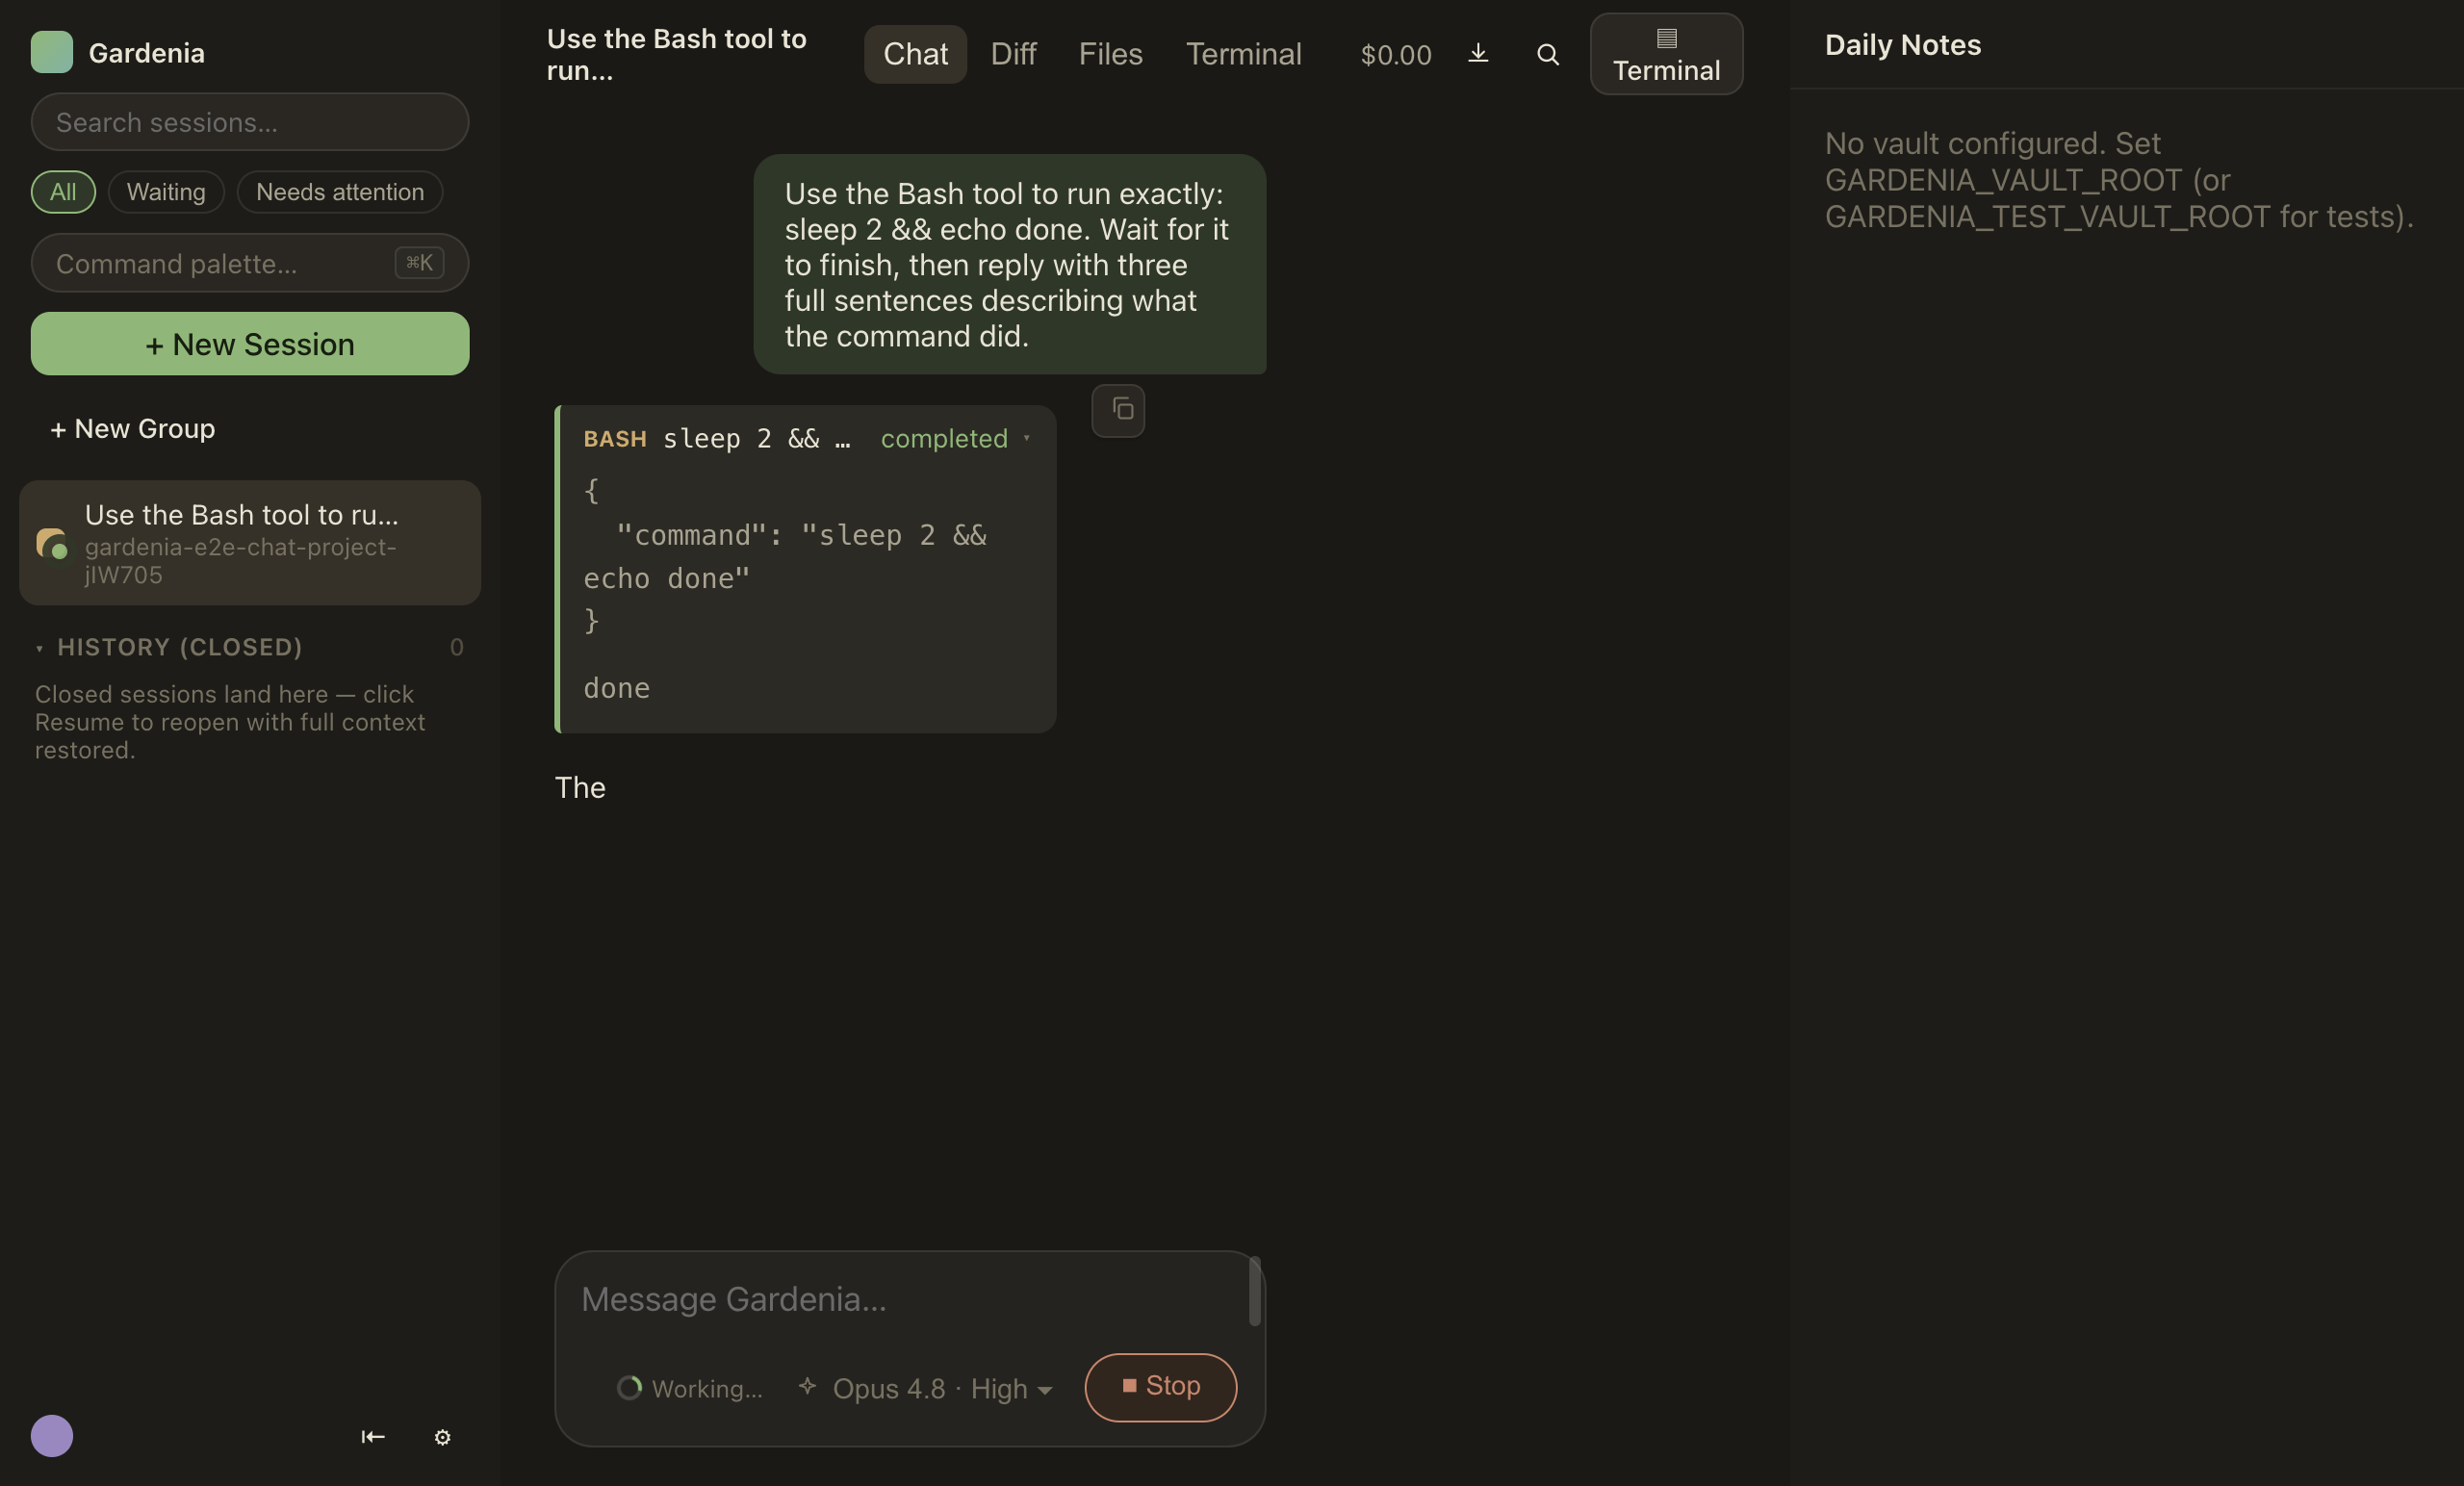 Gardenia
Search sessions...
All
Waiting
Needs attention
Command palette...
⌘K
+ New Session
+ New Group
Use the Bash tool to ru...
gardenia-e2e-chat-project-
jIW705
HISTORY (CLOSED)
0
Closed sessions land here — click
Resume to reopen with full context
restored.
Use the Bash tool to
run...
Chat
Diff
Files
Terminal
$0.00
Terminal
Use the Bash tool to run exactly:
sleep 2 && echo done. Wait for it
to finish, then reply with three
full sentences describing what
the command did.
BASH sleep 2 && … completed
{
"command": "sleep 2 &&
echo done"
}
done
The
Message Gardenia...
Working...
Opus 4.8 · High
Stop
Daily Notes
No vault configured. Set
GARDENIA_VAULT_ROOT (or
GARDENIA_TEST_VAULT_ROOT for tests).